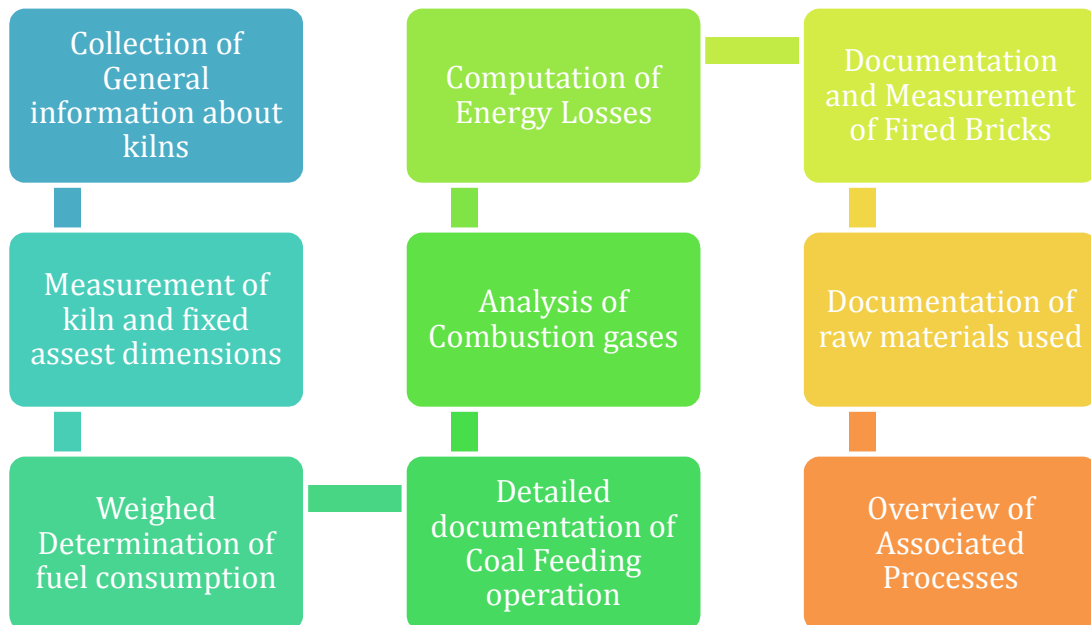 Collection of
General
information about
kilns
Measurement of
kiln and fixed
assest dimensions
Weighed
Determination of
fuel consumption
Detailed
documentation of
Coal Feeding
operation
Analysis of
Combustion gases
Computation of
Energy Losses
Documentation
and Measurement
of Fired Bricks
Documentation of
raw materials used
Overview of
Associated
Processes